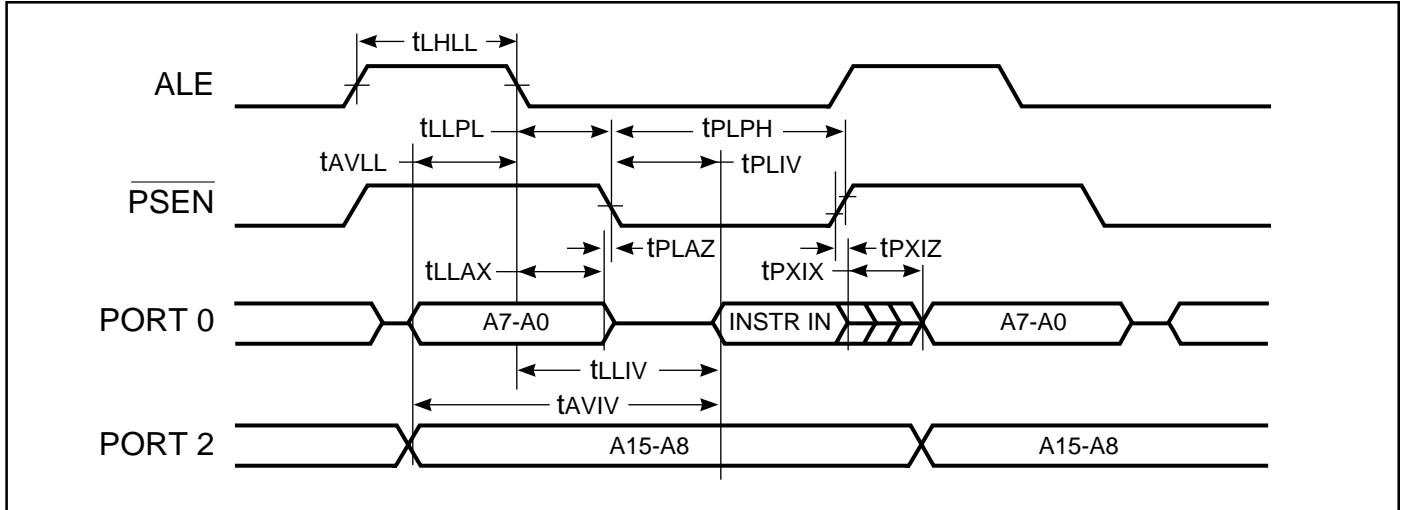 tLHLL
ALE
tLLPL
tPLPH
tAVLL
tPLIV
PSEN
tPLAZ
tPXIZ
tLLAX
tPXIX
PORT 0
A7-A0
INSTR IN
A7-A0
tLLIV
tAVIV
PORT 2
A15-A8
A15-A8